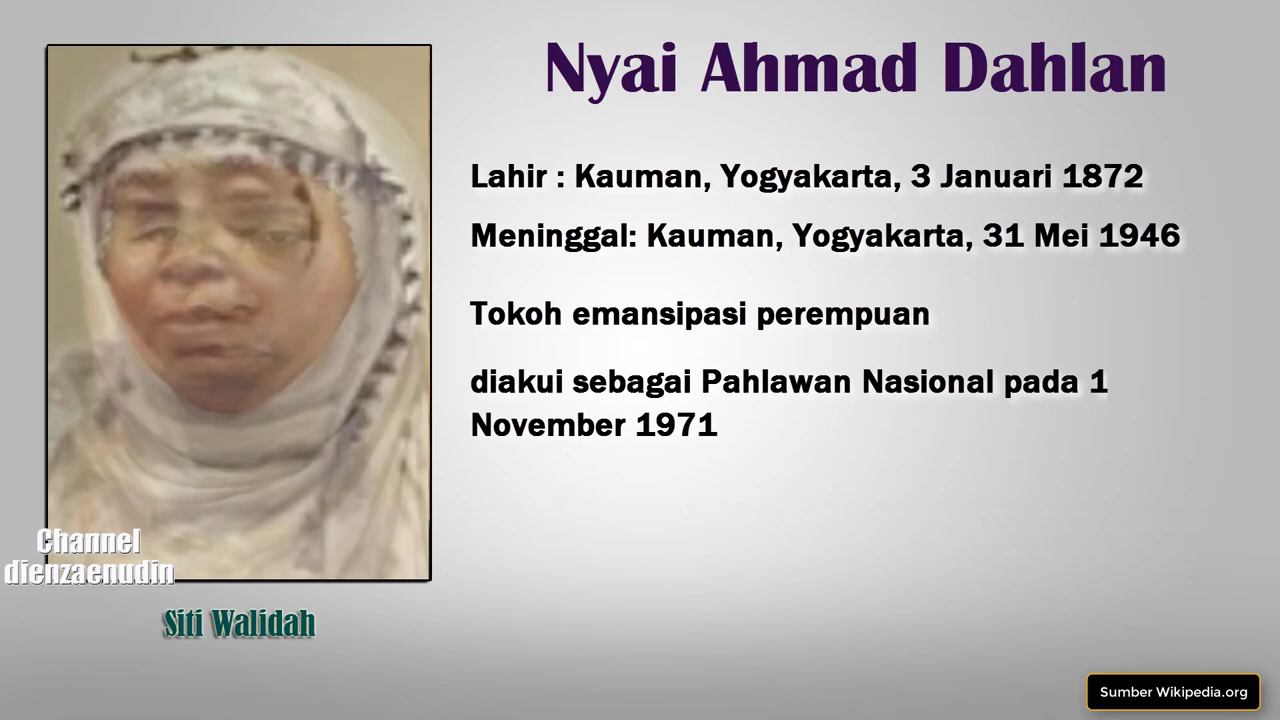 Nyai Ahmad Dahlan
Lahir : Kauman, Yogyakarta, 3 Januari 1872
Meninggal: Kauman, Yogyakarta, 31 Mei 1946
Tokoh emansipasi perempuan
diakui sebagai Pahlawan Nasional pada 1
November 1971
Channel
dienzaenudin
Siti Walidah
Sumber Wikipedia.org